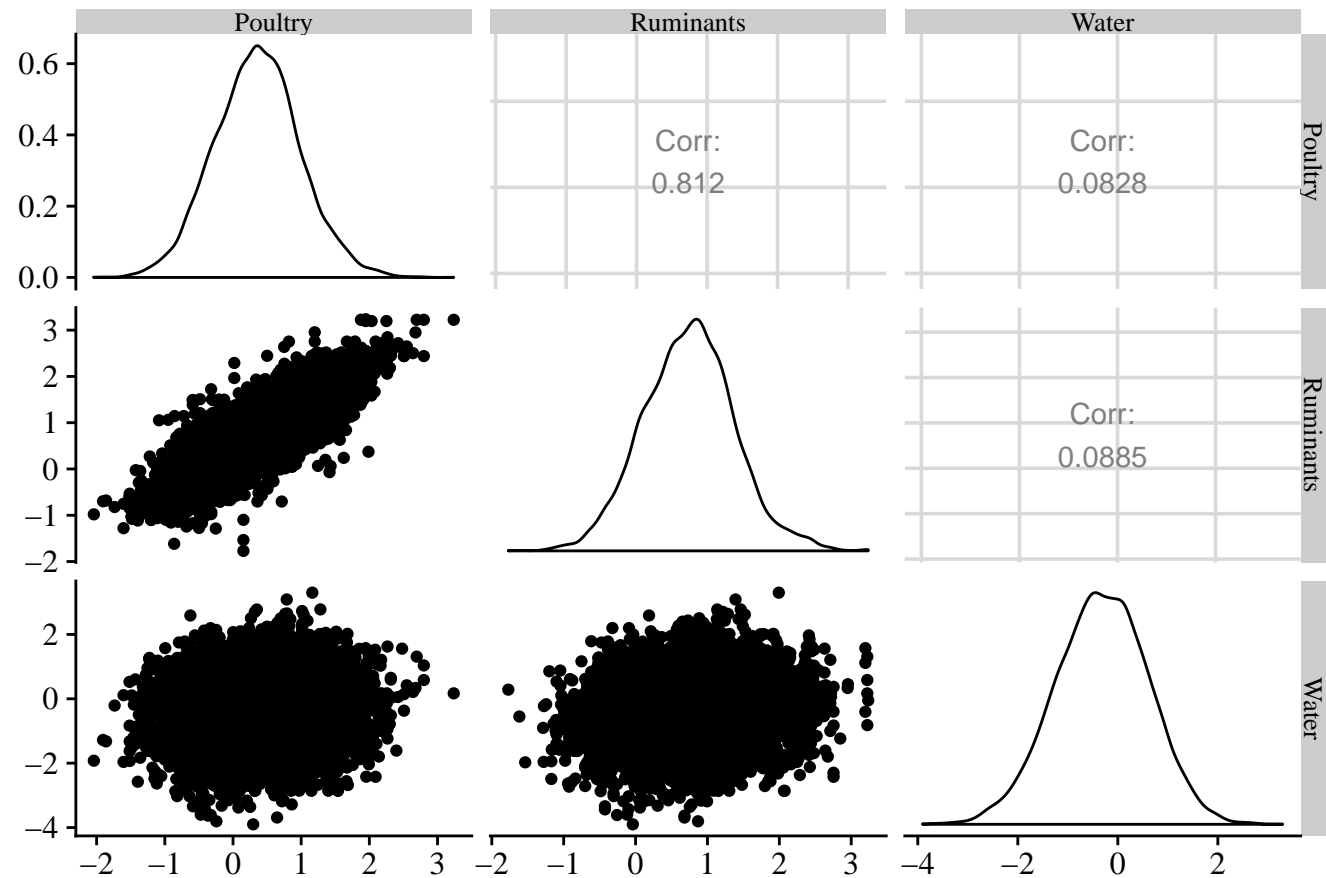 Poultry Ruminants Water
0.6
0.4
0.2
0.0
Corr:
0.812
Corr:
0.0828
Poultry
3
2
1
0
−1
−2
Corr:
0.0885
Ruminants
2
0
−2
−4
Water
−2 −1 0 1 2 3 −2 −1 0 1 2 3 −4 −2 0 2